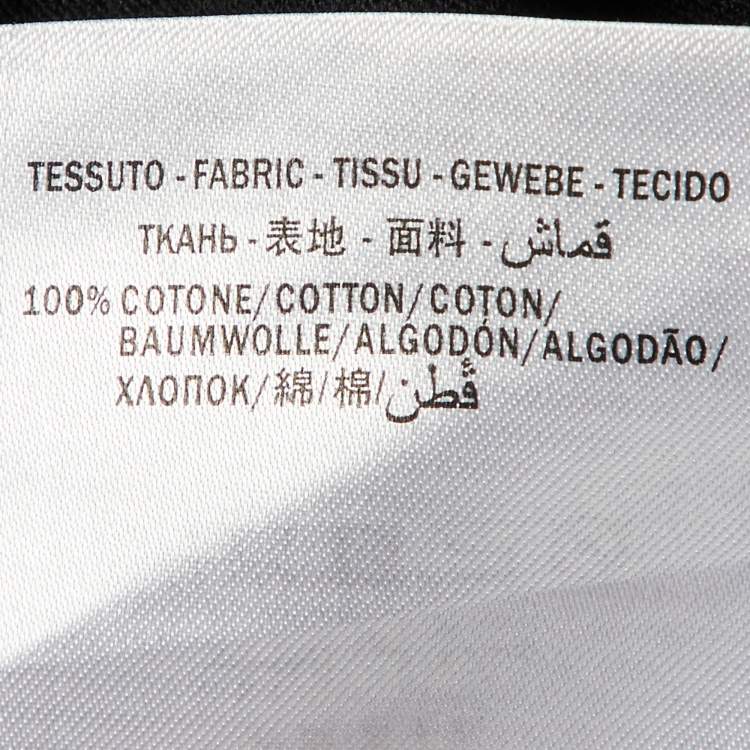 TESSUTO - FABRIC - TISSU - GEWEBE - TECIDO
ТКАНЬ - 表地 - 面料 - قماش
100% COTONE/COTTON/COTON/
BAUMWOLLE/ALGODÓN/ALGODÃO/
ХЛОПОК/綿/棉/قُطن